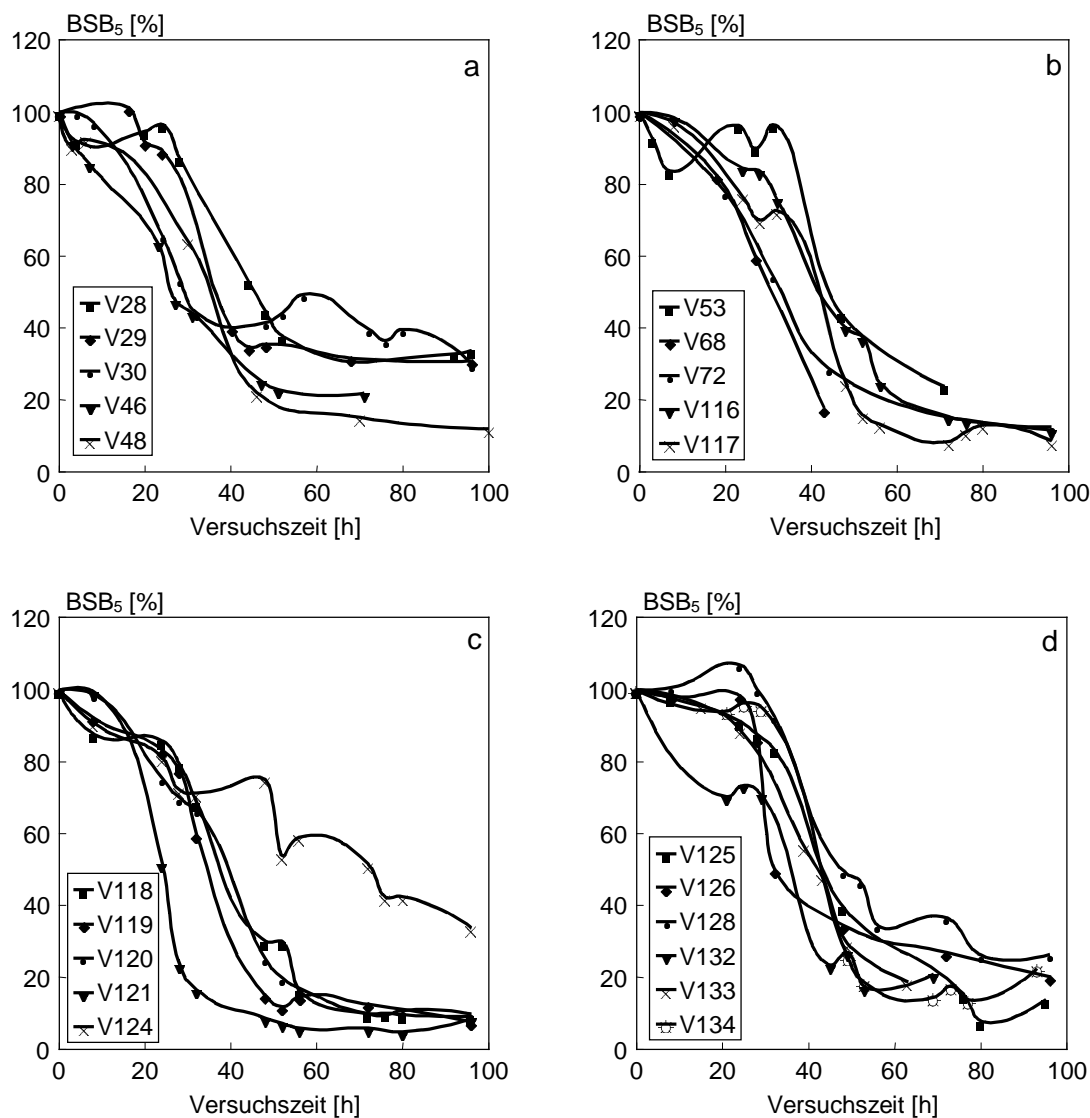 BSB₅ [%]
a
120
100
80
60
40
20
0
V28
V29
V30
V46
V48
0 20 40 60 80 100
Versuchszeit [h]
BSB₅ [%]
b
120
100
80
60
40
20
0
V53
V68
V72
V116
V117
0 20 40 60 80 100
Versuchszeit [h]
BSB₅ [%]
c
120
100
80
60
40
20
0
V118
V119
V120
V121
V124
0 20 40 60 80 100
Versuchszeit [h]
BSB₅ [%]
d
120
100
80
60
40
20
0
V125
V126
V128
V132
V133
V134
0 20 40 60 80 100
Versuchszeit [h]